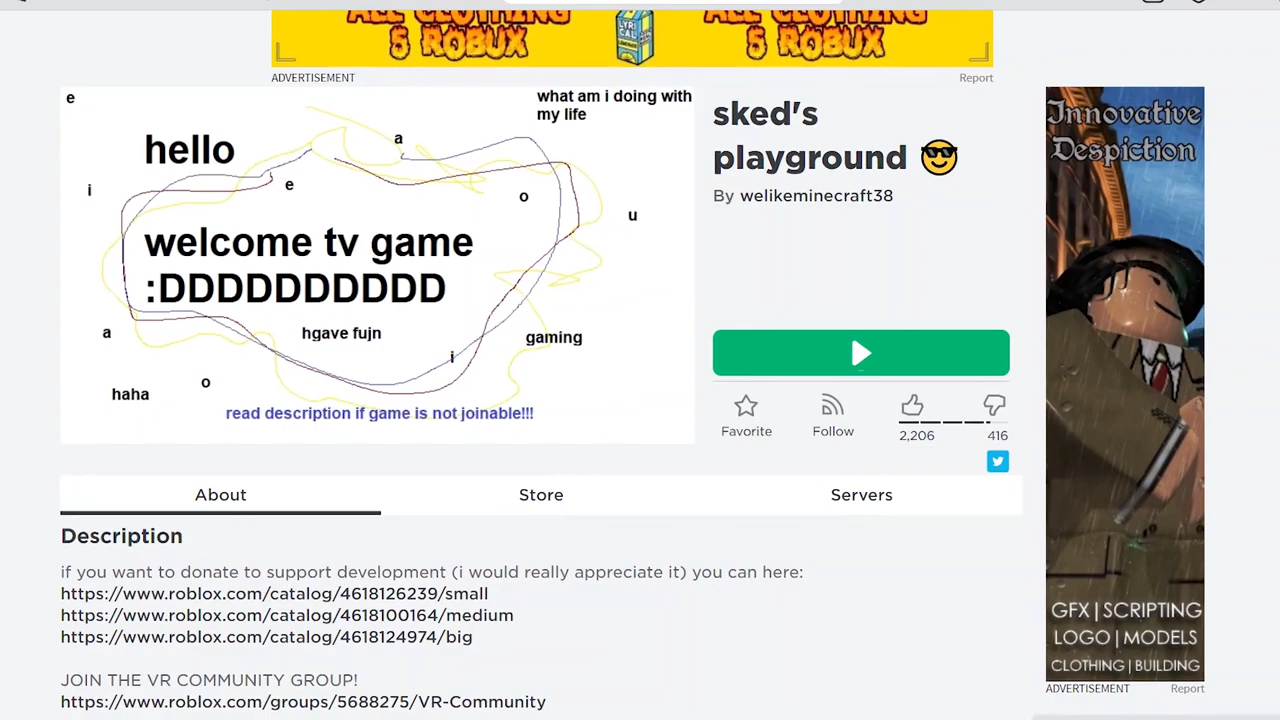 ALL CLOTHING
5 ROBUX
LYRICAL
LEMONADE
ALL CLOTHING
5 ROBUX
ADVERTISEMENT
Report
e
what am i doing with
my life
hello
a
i
e
o
u
welcome tv game
:DDDDDDDDDD
a
hgave fujn
gaming
i
haha
o
read description if game is not joinable!!!
sked's
playground 😎
By welikeminecraft38
Favorite
Follow
2,206
416
About
Store
Servers
Description
if you want to donate to support development (i would really appreciate it) you can here:
https://www.roblox.com/catalog/4618126239/small
https://www.roblox.com/catalog/4618100164/medium
https://www.roblox.com/catalog/4618124974/big
JOIN THE VR COMMUNITY GROUP!
https://www.roblox.com/groups/5688275/VR-Community
Innovative
Despiction
GFX | SCRIPTING
LOGO | MODELS
CLOTHING | BUILDING
ADVERTISEMENT
Report